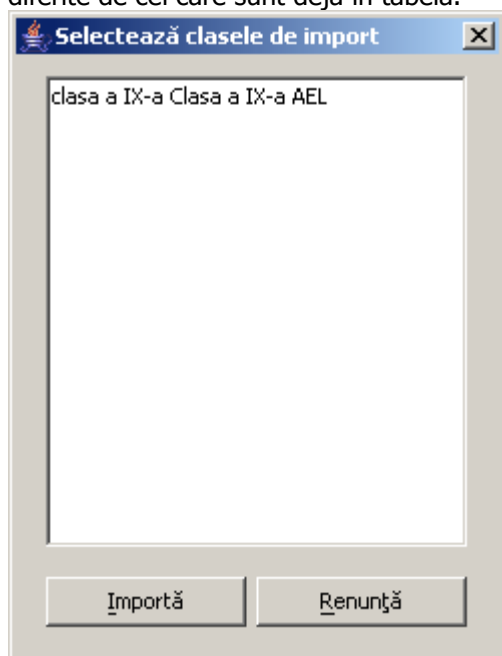 diferite de cei care sunt deja în tabelă.
Selectează clasele de import
clasa a IX-a Clasa a IX-a AEL
Importă
Renunţă